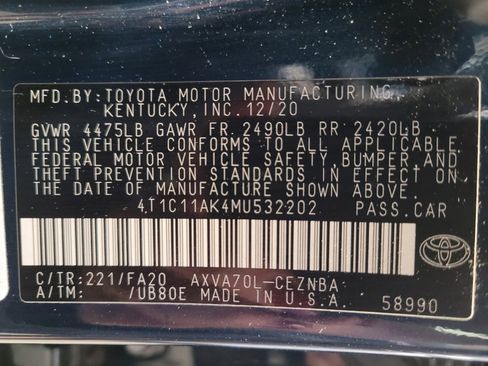 MFD. BY: TOYOTA MOTOR MANUFACTURING,
KENTUCKY, INC. 12/20
GVWR 4475LB GAWR FR. 2490LB RR 2420LB
THIS VEHICLE CONFORMS TO ALL APPLICABLE
FEDERAL MOTOR VEHICLE SAFETY, BUMPER, AND
THEFT PREVENTION STANDARDS IN EFFECT ON
THE DATE OF MANUFACTURE SHOWN ABOVE.
4T1C11AK4MU532202 PASS.CAR
C/TR:221/FA20 AXVA70L-CEZNBA
A/TM: /UB80E MADE IN U.S.A. 58990
TOYOTA